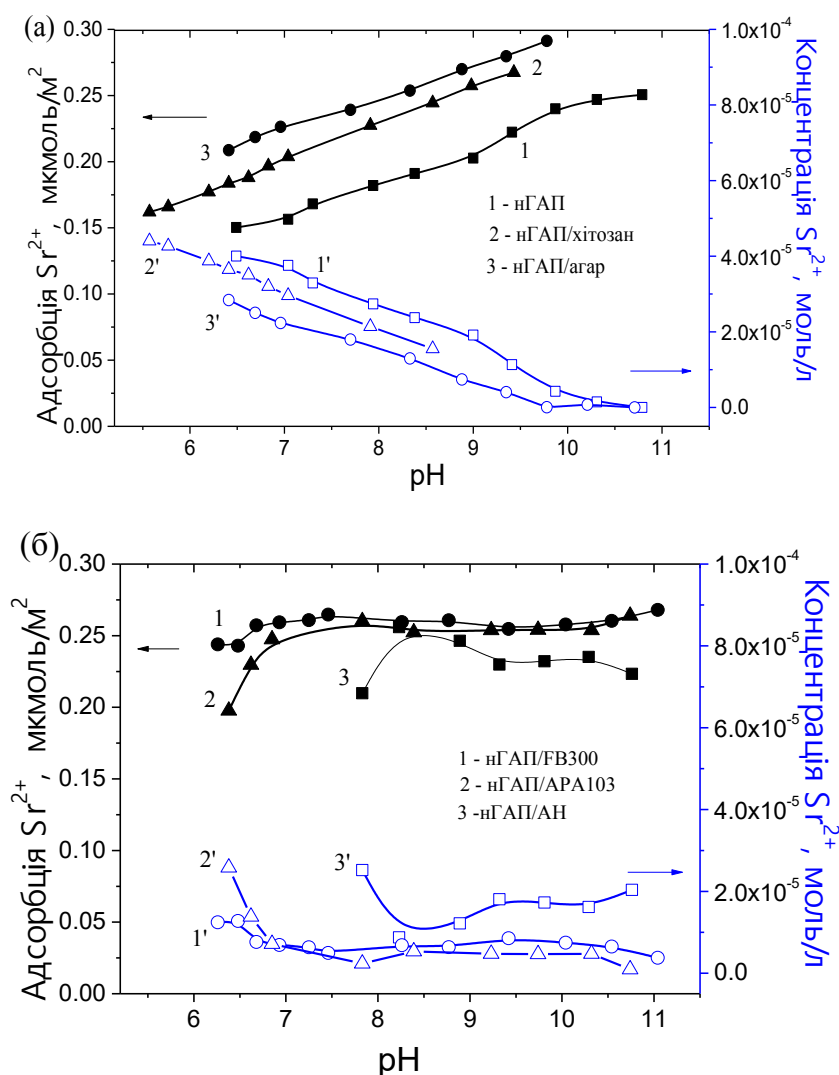 (а)
0.30
0.25
0.20
0.15
0.10
0.05
0.00
Адсорбція Sr²⁺, мкмоль/м²
6
7
8
9
10
11
pH
1.0x10⁻⁴
8.0x10⁻⁵
6.0x10⁻⁵
4.0x10⁻⁵
2.0x10⁻⁵
0.0
Концентрація Sr²⁺, моль/л
3
2
1
2'
1'
3'
1 - нГАП
2 - нГАП/хітозан
3 - нГАП/агар
(б)
0.30
0.25
0.20
0.15
0.10
0.05
0.00
Адсорбція Sr²⁺, мкмоль/м²
6
7
8
9
10
11
pH
1.0x10⁻⁴
8.0x10⁻⁵
6.0x10⁻⁵
4.0x10⁻⁵
2.0x10⁻⁵
0.0
Концентрація Sr²⁺, моль/л
1
2
3
2'
1'
3'
1 - нГАП/FB300
2 - нГАП/APA103
3 -нГАП/АН